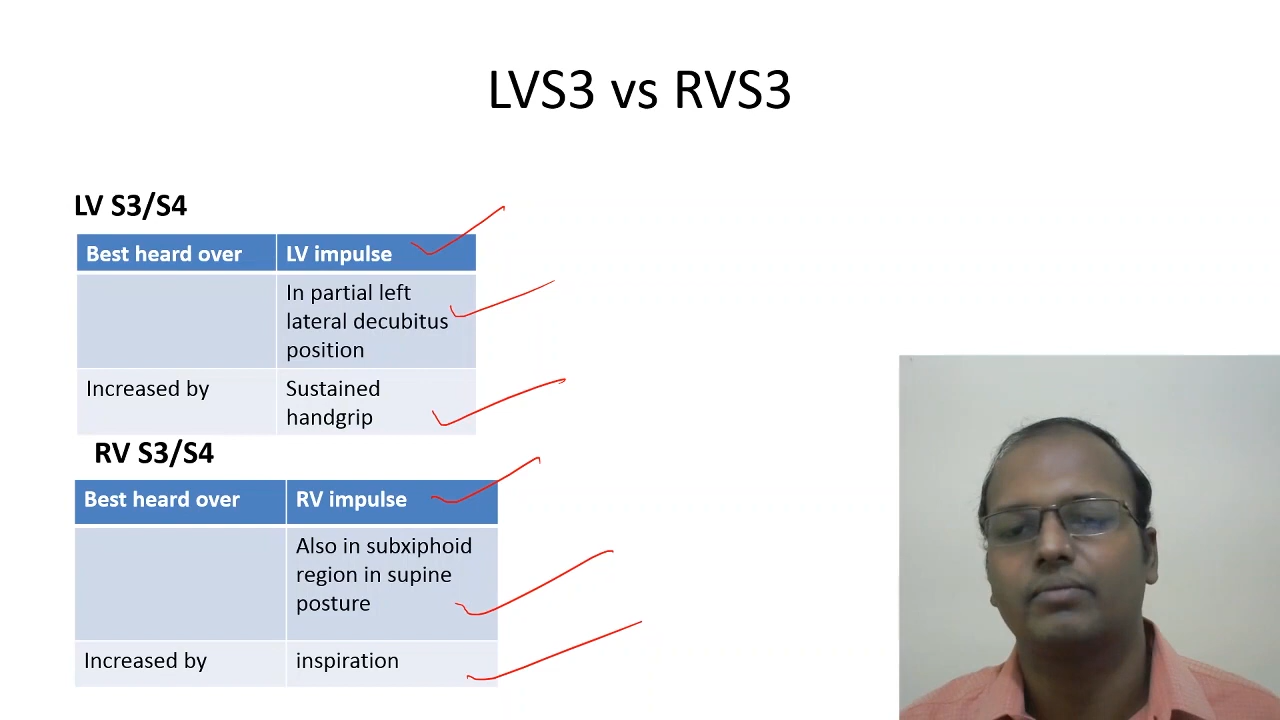 LVS3 vs RVS3
LV S3/S4
Best heard over LV impulse
In partial left
lateral decubitus
position
Increased by Sustained
handgrip
RV S3/S4
Best heard over RV impulse
Also in subxiphoid
region in supine
posture
Increased by inspiration